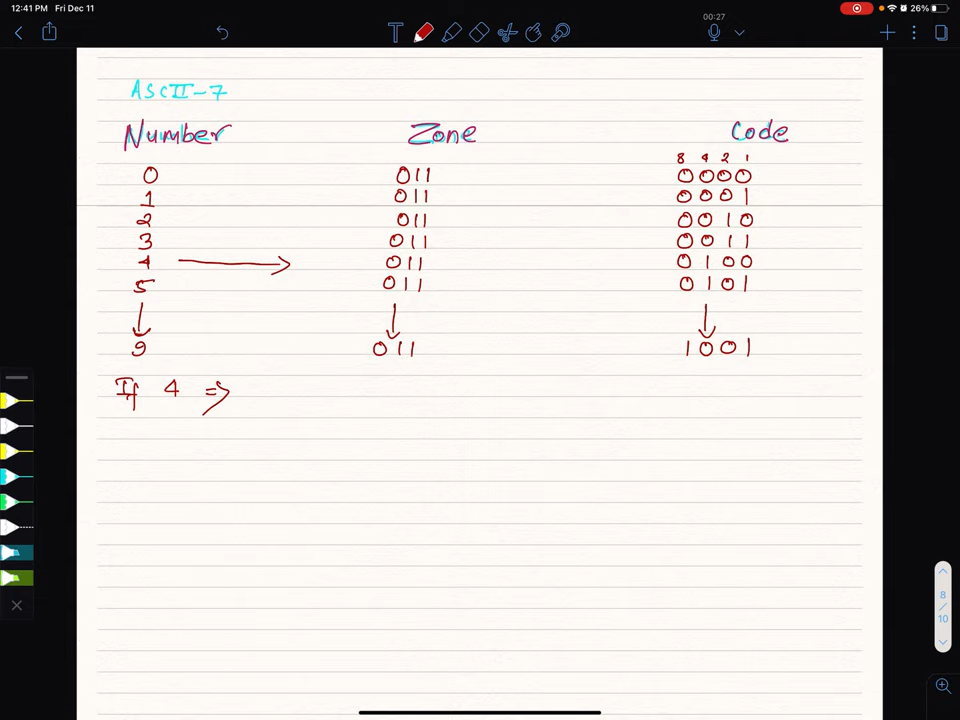 12:41 PM Fri Dec 11
26%
00:27
T
ASCII-7
Number Zone Code
8 4 2 1
0 011 0000
1 011 0001
2 011 0010
3 011 0011
4 → 011 0100
5 011 0101
↓ ↓ ↓
9 011 1001
If 4 ⇒
8
/
10